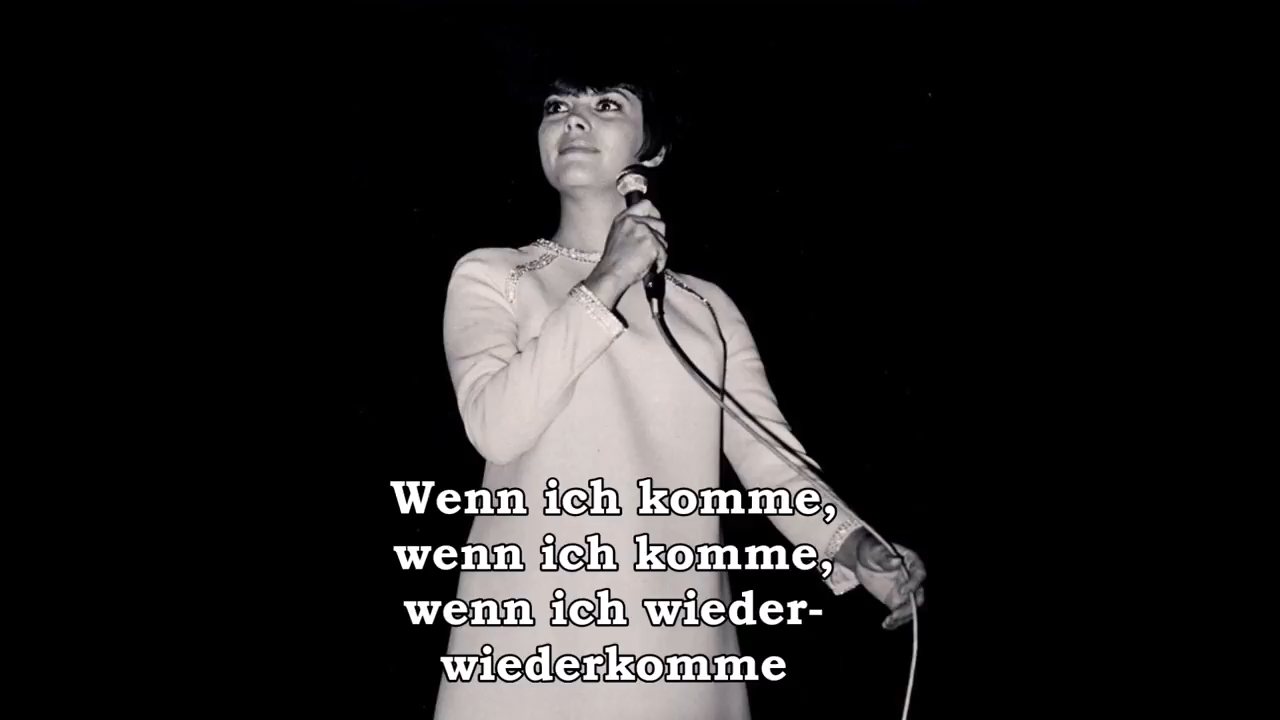 Wenn ich komme,
wenn ich komme,
wenn ich wieder-
wiederkomme